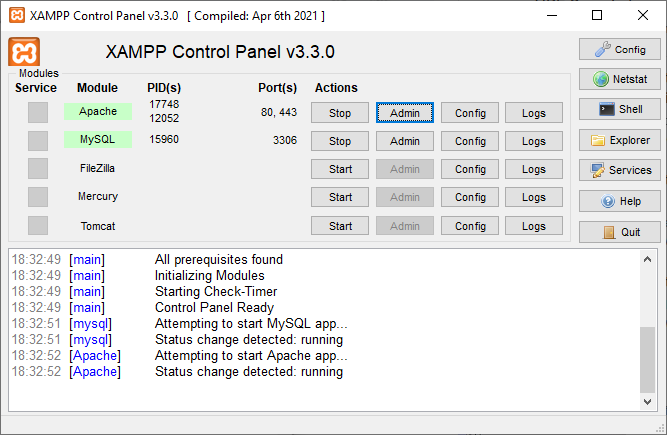 XAMPP Control Panel v3.3.0 [ Compiled: Apr 6th 2021 ]
XAMPP Control Panel v3.3.0
Config
Modules
Service Module PID(s) Port(s) Actions
Netstat
Apache 17748 12052 80, 443 Stop Admin Config Logs
Shell
MySQL 15960 3306 Stop Admin Config Logs
Explorer
FileZilla Start Admin Config Logs
Services
Mercury Start Admin Config Logs
Help
Tomcat Start Admin Config Logs
Quit
18:32:49 [main] All prerequisites found
18:32:49 [main] Initializing Modules
18:32:49 [main] Starting Check-Timer
18:32:49 [main] Control Panel Ready
18:32:51 [mysql] Attempting to start MySQL app...
18:32:51 [mysql] Status change detected: running
18:32:52 [Apache] Attempting to start Apache app...
18:32:52 [Apache] Status change detected: running